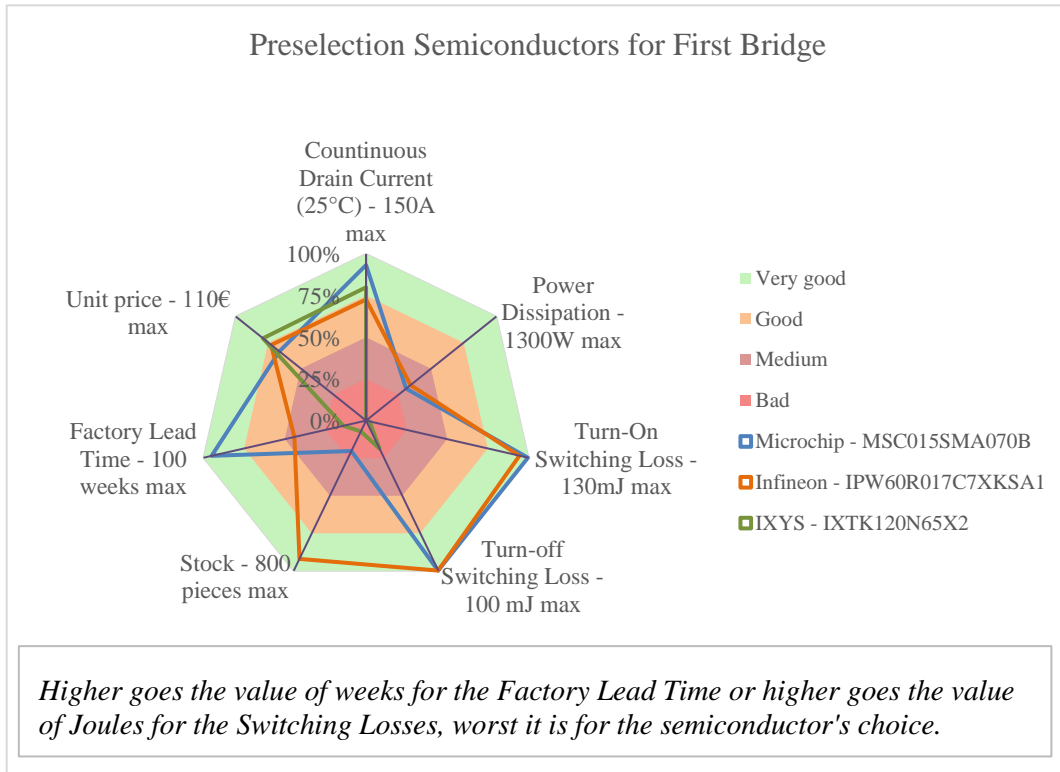 Preselection Semiconductors for First Bridge
Countinuous
Drain Current
(25°C) - 150A
max
100%
75%
50%
25%
0%
Power
Dissipation -
1300W max
Turn-On
Switching Loss -
130mJ max
Turn-off
Switching Loss -
100 mJ max
Stock - 800
pieces max
Factory Lead
Time - 100
weeks max
Unit price - 110€
max
Very good
Good
Medium
Bad
Microchip - MSC015SMA070B
Infineon - IPW60R017C7XKSA1
IXYS - IXTK120N65X2
Higher goes the value of weeks for the Factory Lead Time or higher goes the value
of Joules for the Switching Losses, worst it is for the semiconductor's choice.